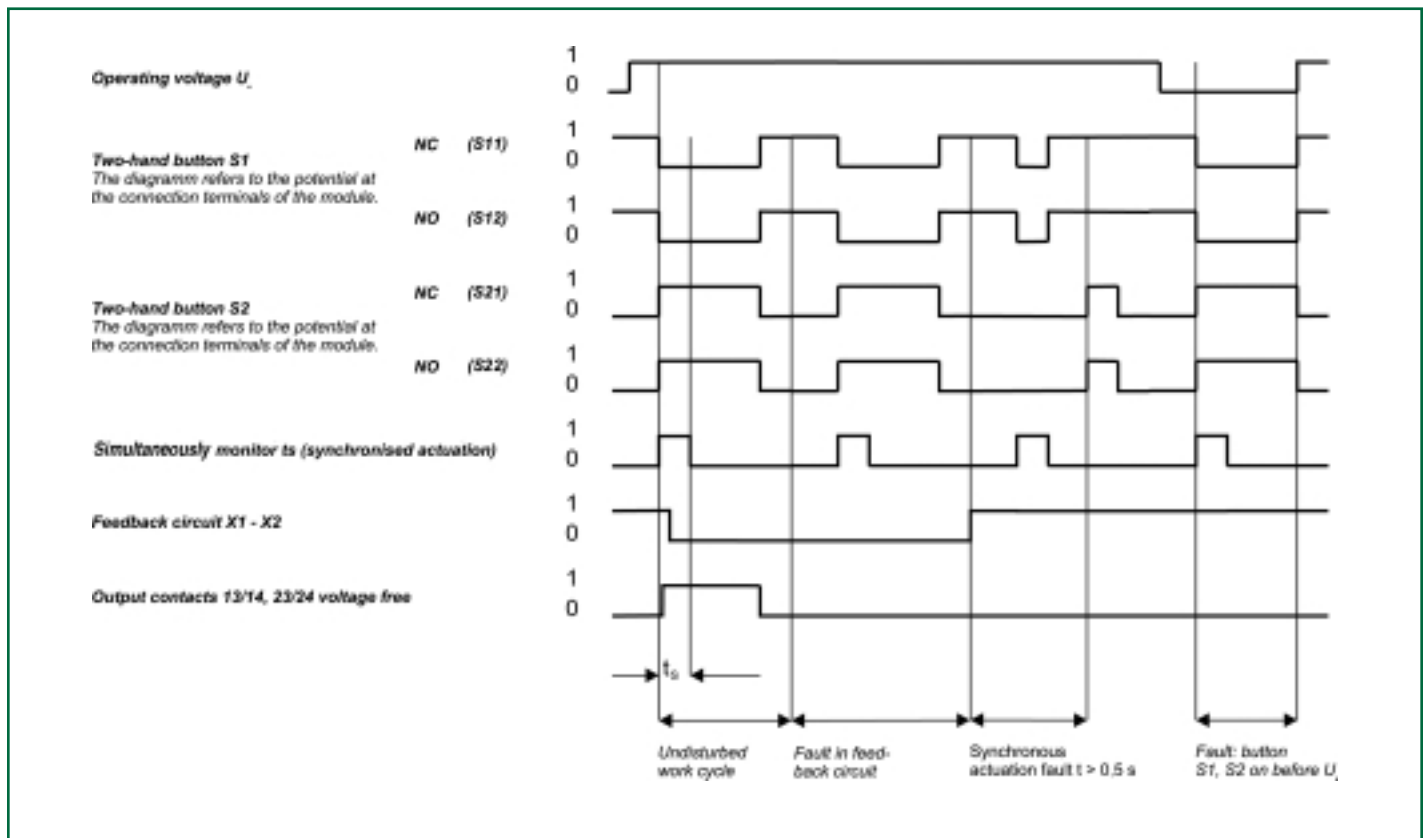 Operating voltage U
1
0
Two-hand button S1
The diagramm refers to the potential at
the connection terminals of the module.
NC (S11)
1
0
NO (S12)
1
0
Two-hand button S2
The diagramm refers to the potential at
the connection terminals of the module.
NC (S21)
1
0
NO (S22)
1
0
Simultaneously monitor ts (synchronised actuation)
1
0
Feedback circuit X1 - X2
1
0
Output contacts 13/14, 23/24 voltage free
1
0
ts
Undisturbed
work cycle
Fault in feed-
back circuit
Synchronous
actuation fault t > 0,5 s
Fault: button
S1, S2 on before U